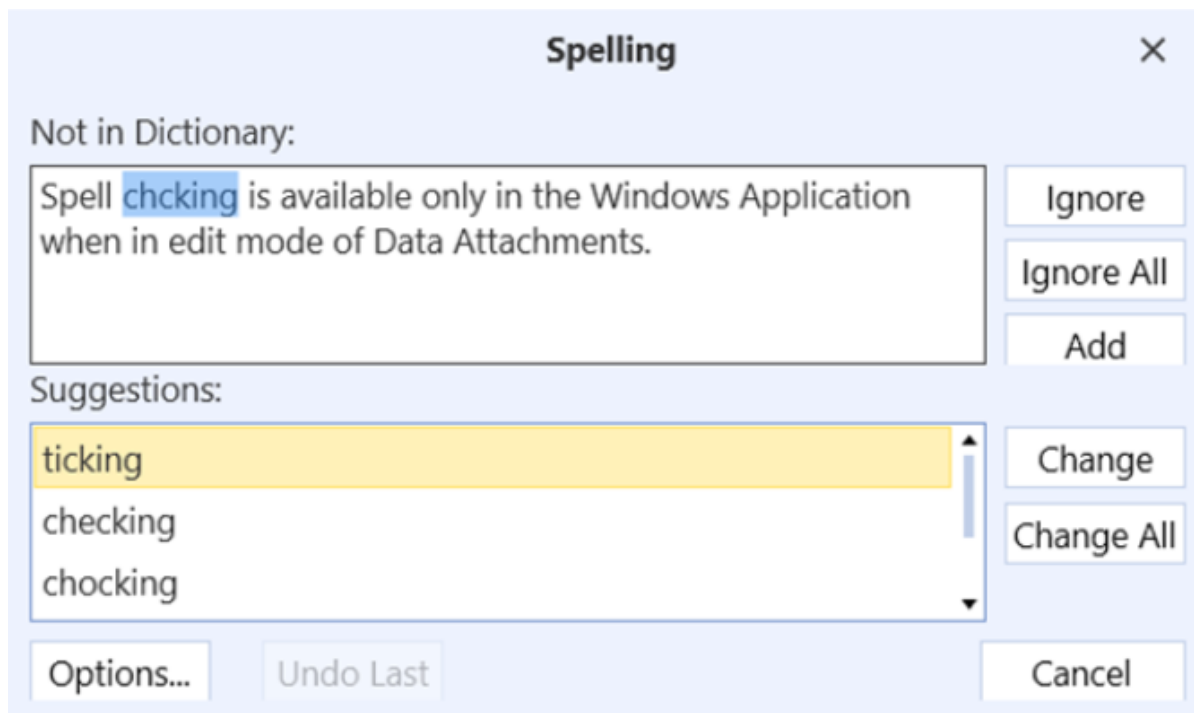 Spelling
Not in Dictionary:
Spell chcking is available only in the Windows Application
when in edit mode of Data Attachments.
Ignore
Ignore All
Add
Suggestions:
ticking
checking
chocking
Change
Change All
Options...
Undo Last
Cancel